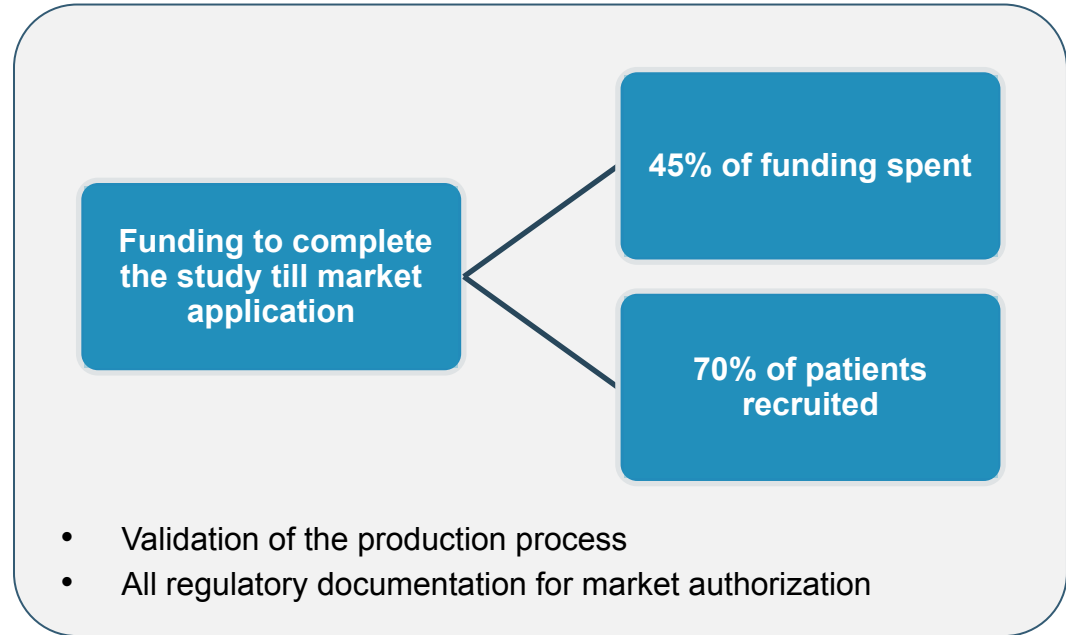 Funding to complete
the study till market
application
45% of funding spent
70% of patients
recruited
• Validation of the production process
• All regulatory documentation for market authorization